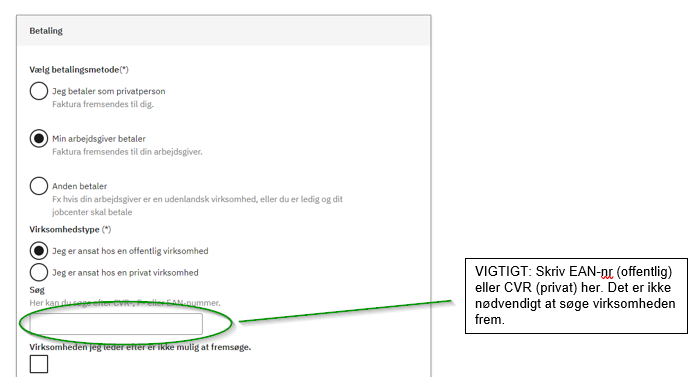 Betaling
Vælg betalingsmetode(*)
Jeg betaler som privatperson
Faktura fremsendes til dig.
Min arbejdsgiver betaler
Faktura fremsendes til din arbejdsgiver.
Anden betaler
Fx hvis din arbejdsgiver er en udenlandsk virksomhed, eller du er ledig og dit
jobcenter skal betale
Virksomhedstype (*)
Jeg er ansat hos en offentlig virksomhed
Jeg er ansat hos en privat virksomhed
Søg
Her kan du søge efter CVR-, P- eller EAN-nummer.
Virksomheden jeg leder efter er ikke mulig at fremsøge.
VIGTIGT: Skriv EAN-nr (offentlig)
eller CVR (privat) her. Det er ikke
nødvendigt at søge virksomheden
frem.